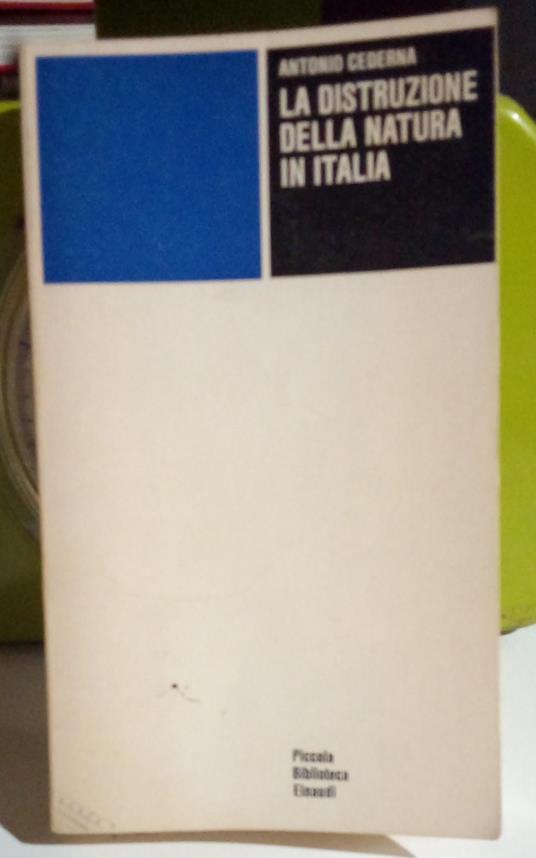 ANTONIO CEDERNA
LA DISTRUZIONE
DELLA NATURA
IN ITALIA
Piccola
Biblioteca
Einaudi